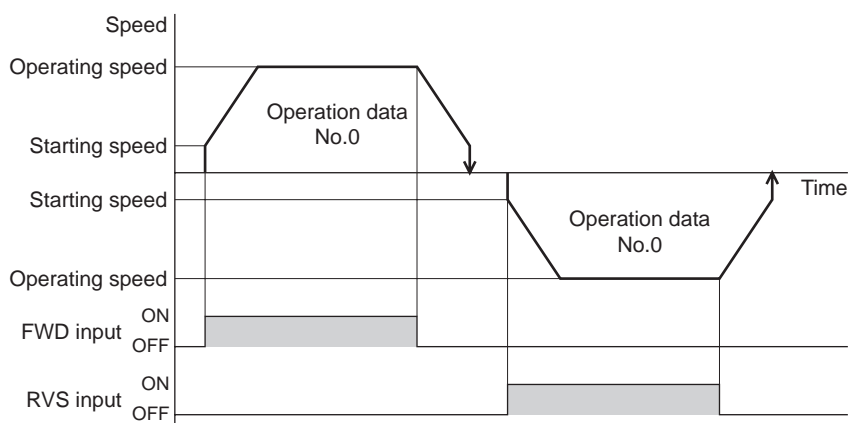 Speed
Operating speed
Operation data
No.0
Starting speed
Time
Starting speed
Operation data
No.0
Operating speed
ON
FWD input
OFF
ON
RVS input
OFF